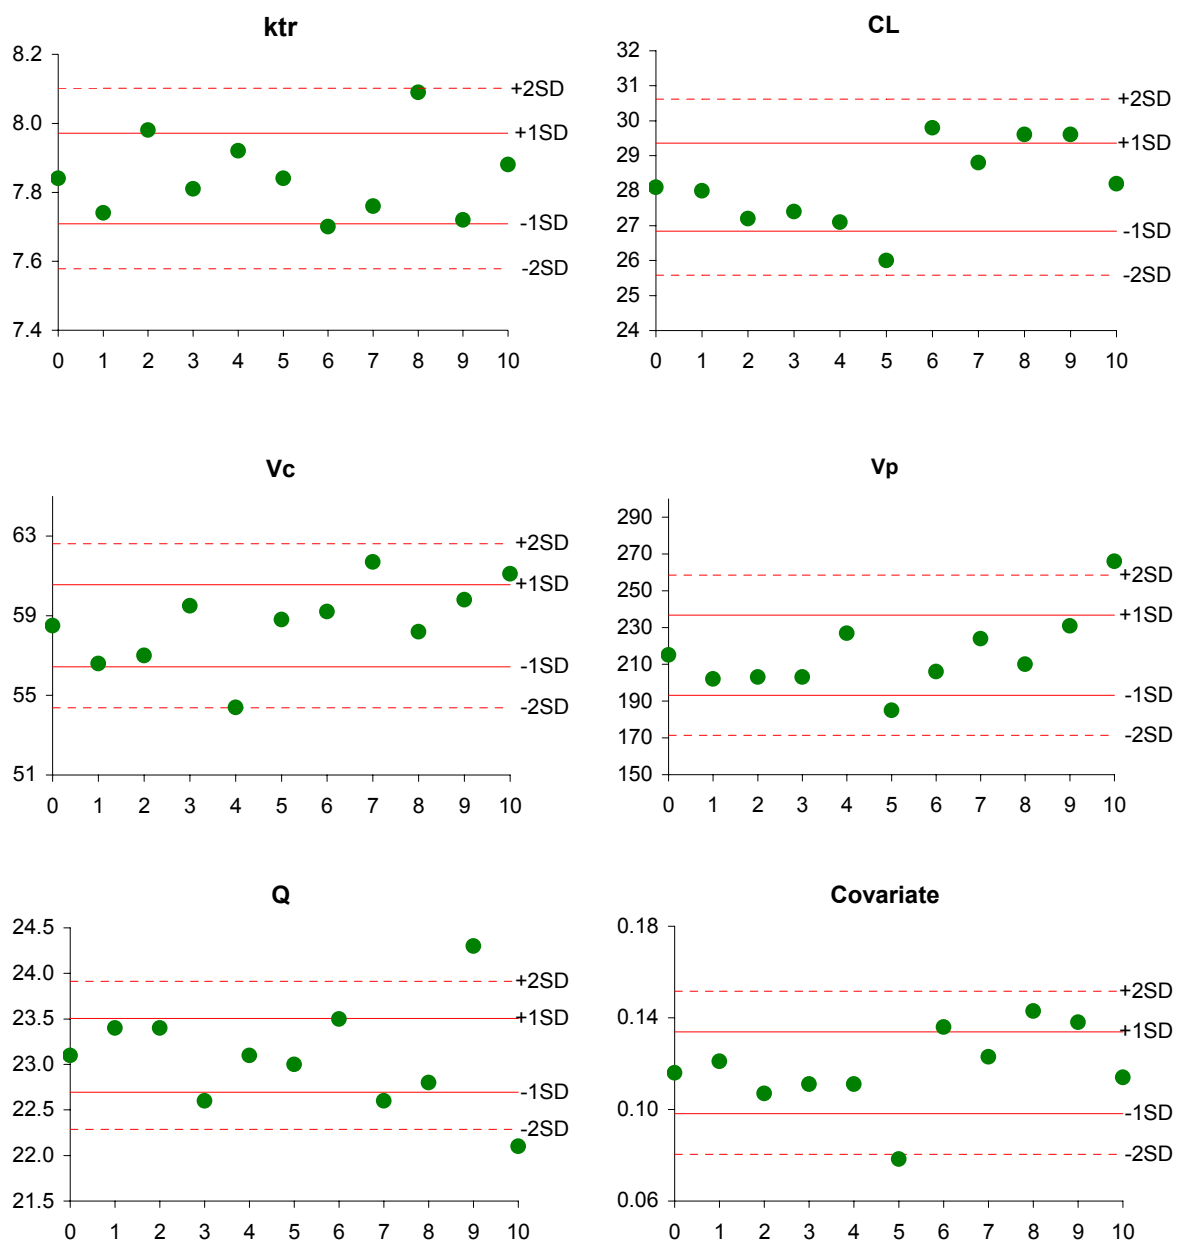 ktr
8.2
8.0
7.8
7.6
7.4
+2SD
+1SD
-1SD
-2SD
0 1 2 3 4 5 6 7 8 9 10
CL
32
31
30
29
28
27
26
25
24
+2SD
+1SD
-1SD
-2SD
0 1 2 3 4 5 6 7 8 9 10
Vc
63
59
55
51
+2SD
+1SD
-1SD
-2SD
0 1 2 3 4 5 6 7 8 9 10
Vp
290
270
250
230
210
190
170
150
+2SD
+1SD
-1SD
-2SD
0 1 2 3 4 5 6 7 8 9 10
Q
24.5
24.0
23.5
23.0
22.5
22.0
21.5
+2SD
+1SD
-1SD
-2SD
0 1 2 3 4 5 6 7 8 9 10
Covariate
0.18
0.14
0.10
0.06
+2SD
+1SD
-1SD
-2SD
0 1 2 3 4 5 6 7 8 9 10